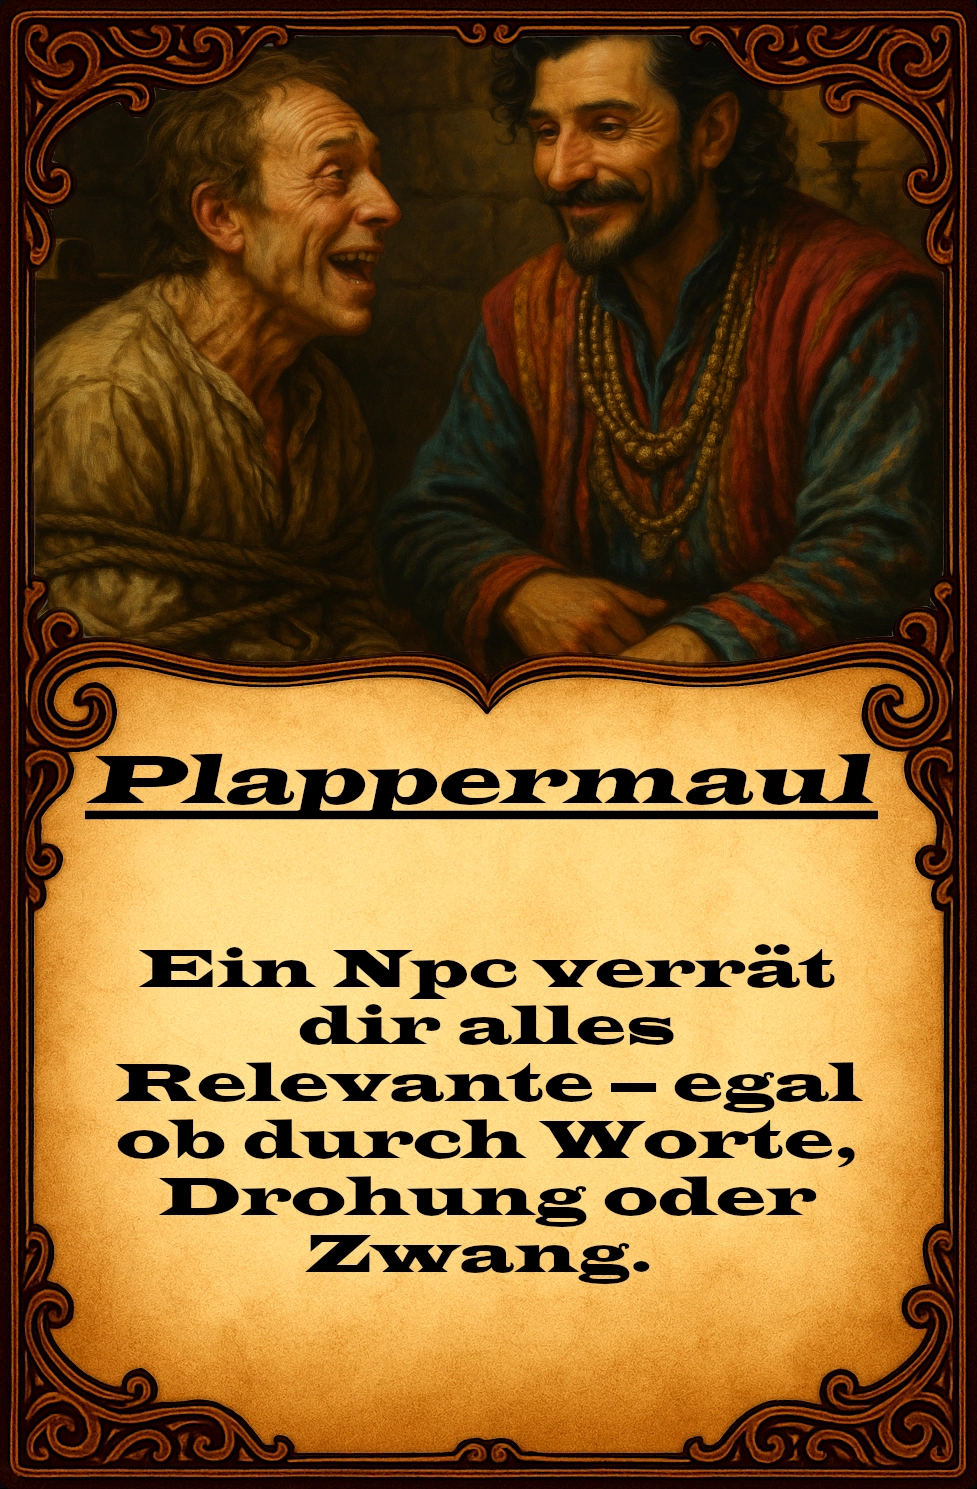 Plappermaul
Ein Npc verrät
dir alles
Relevante – egal
ob durch Worte,
Drohung oder
Zwang.